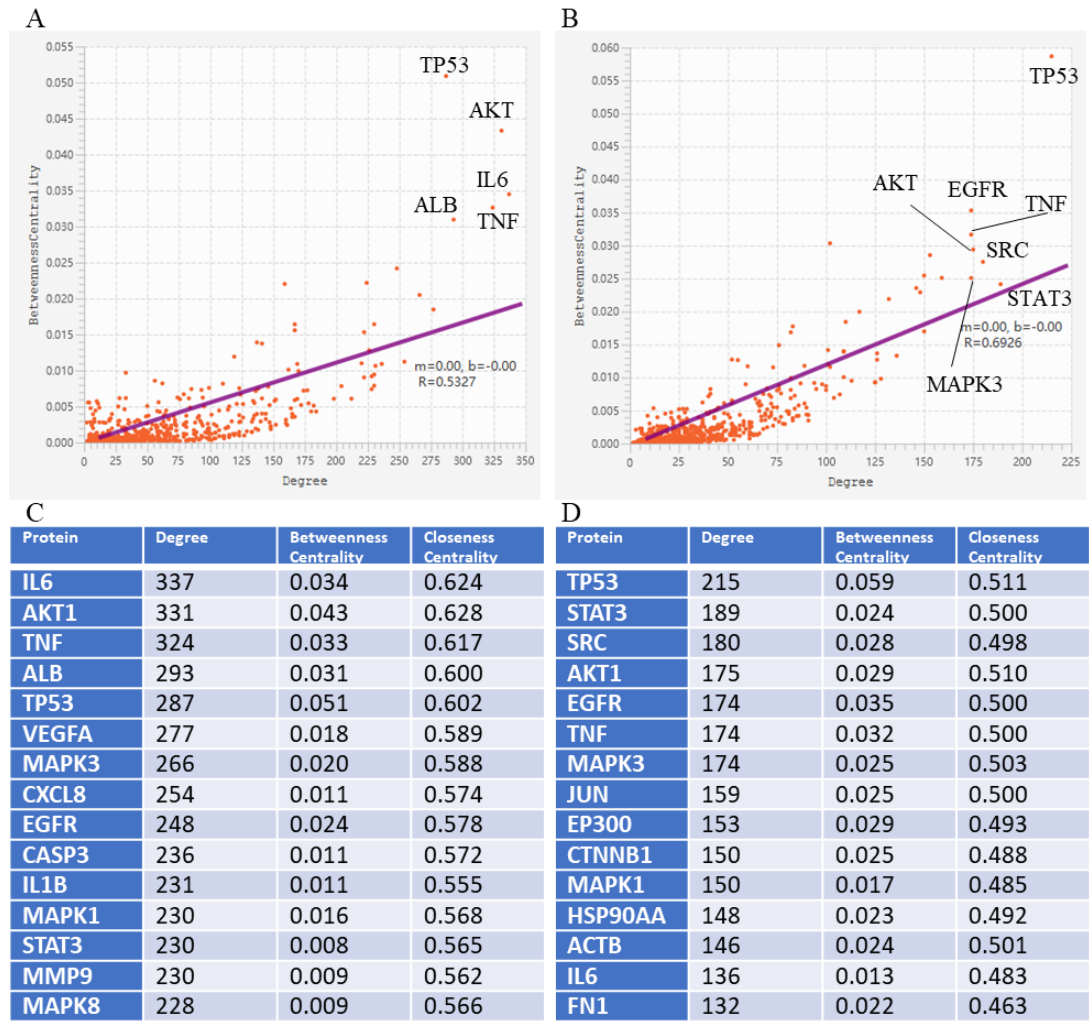 A
BetweennessCentrality
0.055
0.050
0.045
0.040
0.035
0.030
0.025
0.020
0.015
0.010
0.005
0.000
TP53
AKT
IL6
ALB
TNF
m=0.00, b=-0.00
R=0.5327
0 25 50 75 100 125 150 175 200 225 250 275 300 325 350
Degree
B
BetweennessCentrality
0.060
0.055
0.050
0.045
0.040
0.035
0.030
0.025
0.020
0.015
0.010
0.005
0.000
TP53
AKT
EGFR
TNF
SRC
STAT3
m=0.00, b=-0.00
R=0.6926
MAPK3
0 25 50 75 100 125 150 175 200 225
Degree
C
Protein Degree Betweenness Centrality Closeness Centrality
IL6 337 0.034 0.624
AKT1 331 0.043 0.628
TNF 324 0.033 0.617
ALB 293 0.031 0.600
TP53 287 0.051 0.602
VEGFA 277 0.018 0.589
MAPK3 266 0.020 0.588
CXCL8 254 0.011 0.574
EGFR 248 0.024 0.578
CASP3 236 0.011 0.572
IL1B 231 0.011 0.555
MAPK1 230 0.016 0.568
STAT3 230 0.008 0.565
MMP9 230 0.009 0.562
MAPK8 228 0.009 0.566
D
Protein Degree Betweenness Centrality Closeness Centrality
TP53 215 0.059 0.511
STAT3 189 0.024 0.500
SRC 180 0.028 0.498
AKT1 175 0.029 0.510
EGFR 174 0.035 0.500
TNF 174 0.032 0.500
MAPK3 174 0.025 0.503
JUN 159 0.025 0.500
EP300 153 0.029 0.493
CTNNB1 150 0.025 0.488
MAPK1 150 0.017 0.485
HSP90AA 148 0.023 0.492
ACTB 146 0.024 0.501
IL6 136 0.013 0.483
FN1 132 0.022 0.463